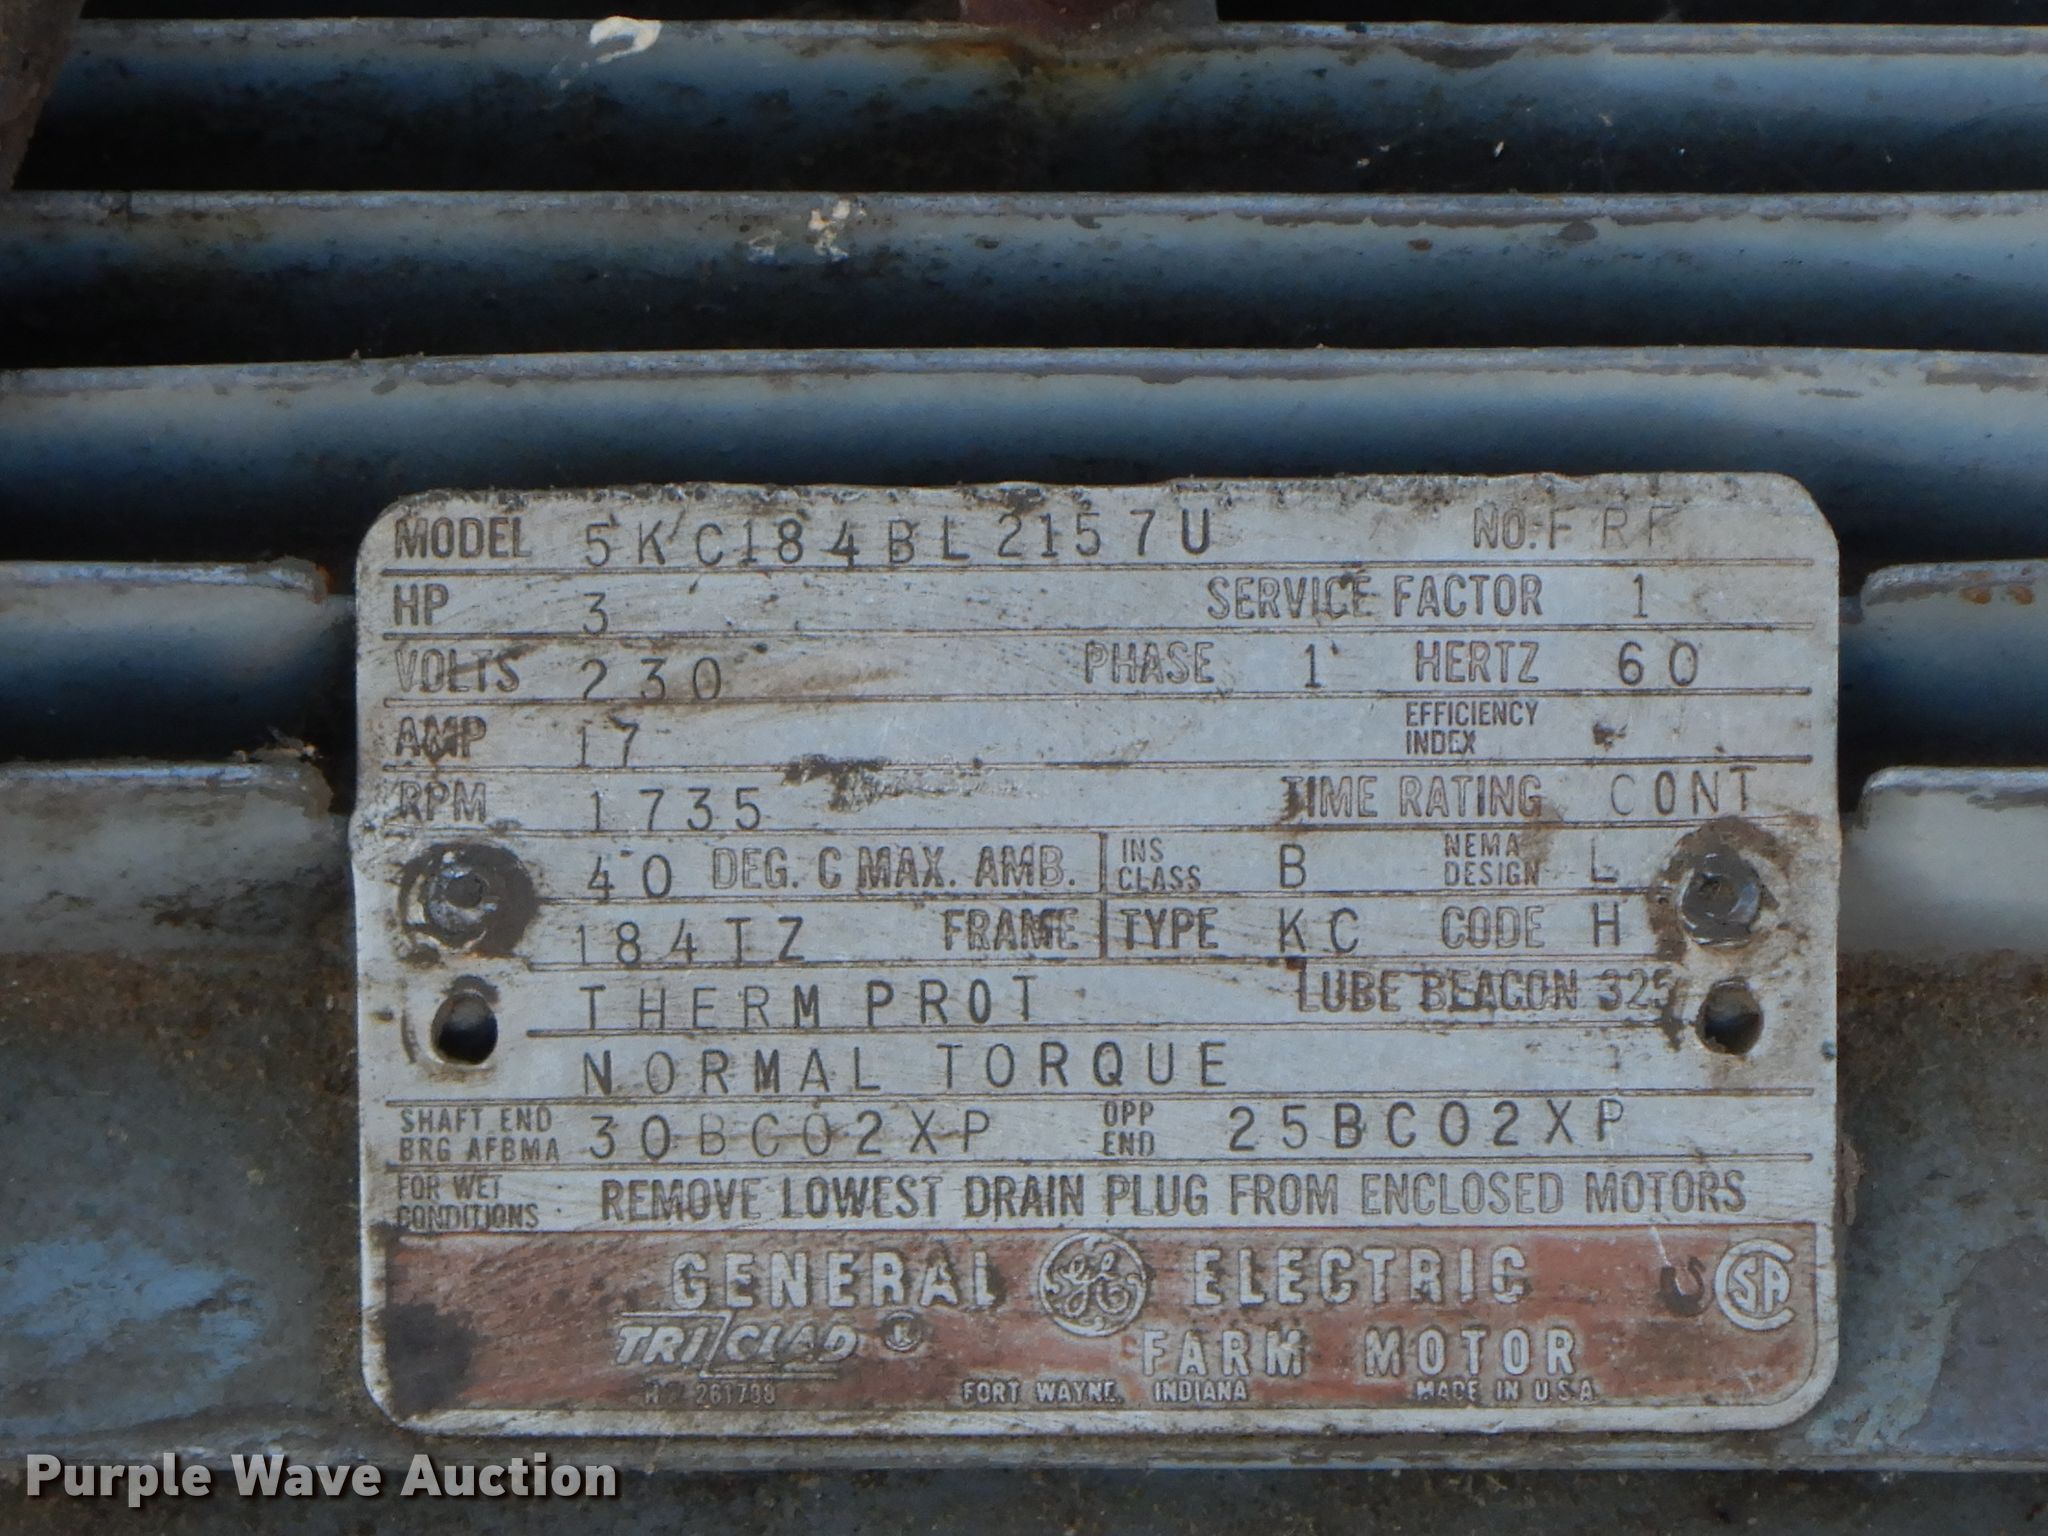 MODEL 5KC184BL2157U NO. FRF
HP 3 SERVICE FACTOR 1
VOLTS 230 PHASE 1 HERTZ 60
AMP 17 EFFICIENCY INDEX
RPM 1735 TIME RATING CONT
40 DEG. C MAX. AMB. INS CLASS B NEMA DESIGN L
184TZ FRAME TYPE KC CODE H
THERM PROT LUBE BEACON 325
NORMAL TORQUE
SHAFT END BRG AFBMA 30BC02XP OPP END 25BC02XP
FOR WET CONDITIONS REMOVE LOWEST DRAIN PLUG FROM ENCLOSED MOTORS
GENERAL GE ELECTRIC SA
TRI/CLAD ® FARM MOTOR
FORT WAYNE, INDIANA MADE IN U.S.A.
Purple Wave Auction